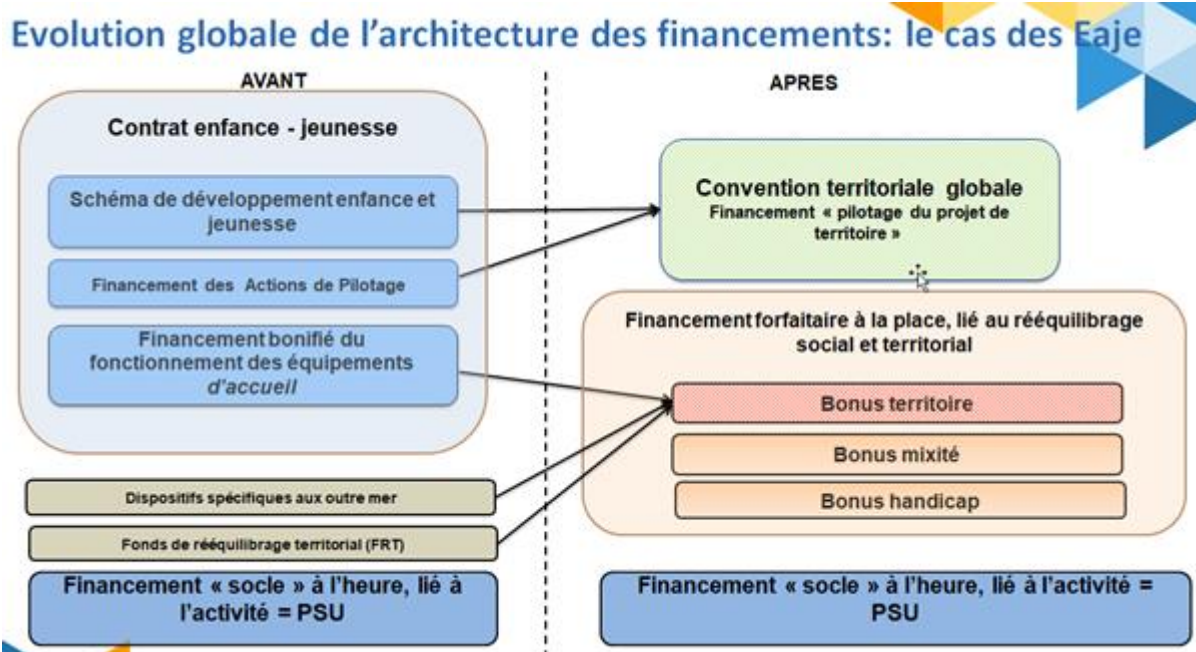 Evolution globale de l’architecture des financements: le cas des Eaje
AVANT
Contrat enfance - jeunesse
Schéma de développement enfance et
jeunesse
Financement des Actions de Pilotage
Financement bonifié du
fonctionnement des équipements
d’accueil
Dispositifs spécifiques aux outre mer
Fonds de rééquilibrage territorial (FRT)
Financement « socle » à l’heure, lié à
l’activité = PSU
APRES
Convention territoriale globale
Financement « pilotage du projet de
territoire »
Financement forfaitaire à la place, lié au rééquilibrage
social et territorial
Bonus territoire
Bonus mixité
Bonus handicap
Financement « socle » à l’heure, lié à l’activité =
PSU